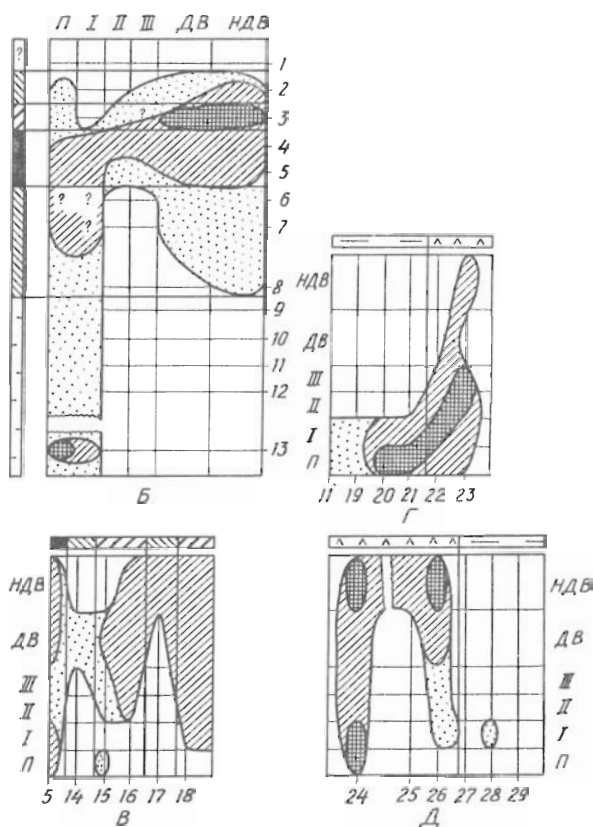 П I II III ДВ НДВ
?
1
2
? 3
4
5
? ? 6
? 7
8
9
10
11
12
13
Б
НДВ
ДВ
III
II
I
П
11 19 20 21 22 23
Г
НДВ
ДВ
III
II
I
П
5 14 15 16 17 18
В
НДВ
ДВ
III
II
I
П
24 25 26 27 28 29
Д